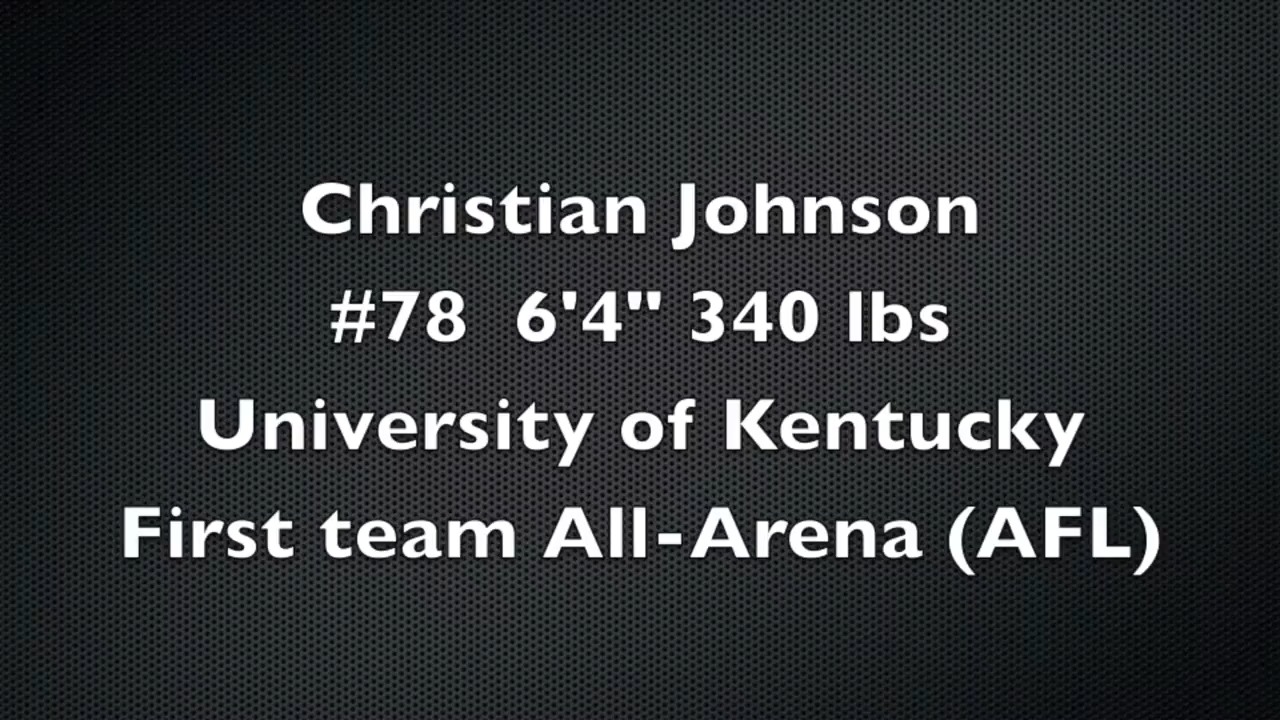 Christian Johnson
#78 6'4" 340 lbs
University of Kentucky
First team All-Arena (AFL)